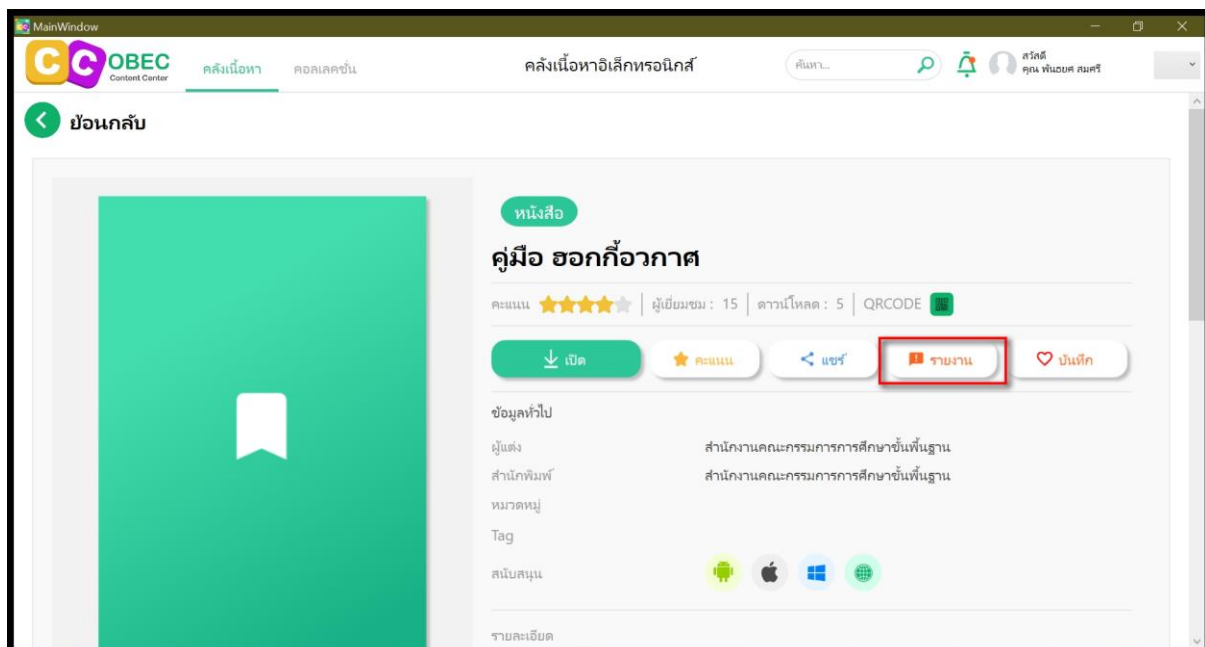 MainWindow
CC OBEC
Content Center
คลังเนื้อหา คอลเลคชั่น
คลังเนื้อหาอิเล็กทรอนิกส์
ค้นหา...
สวัสดี
คุณ พันธยศ สมศรี
ย้อนกลับ
หนังสือ
คู่มือ ฮอกกี้อวกาศ
คะแนน | ผู้เยี่ยมชม : 15 | ดาวน์โหลด : 5 | QRCODE
เปิด คะแนน แชร์ รายงาน บันทึก
ข้อมูลทั่วไป
ผู้แต่ง สำนักงานคณะกรรมการการศึกษาขั้นพื้นฐาน
สำนักพิมพ์ สำนักงานคณะกรรมการการศึกษาขั้นพื้นฐาน
หมวดหมู่
Tag
สนับสนุน
รายละเอียด